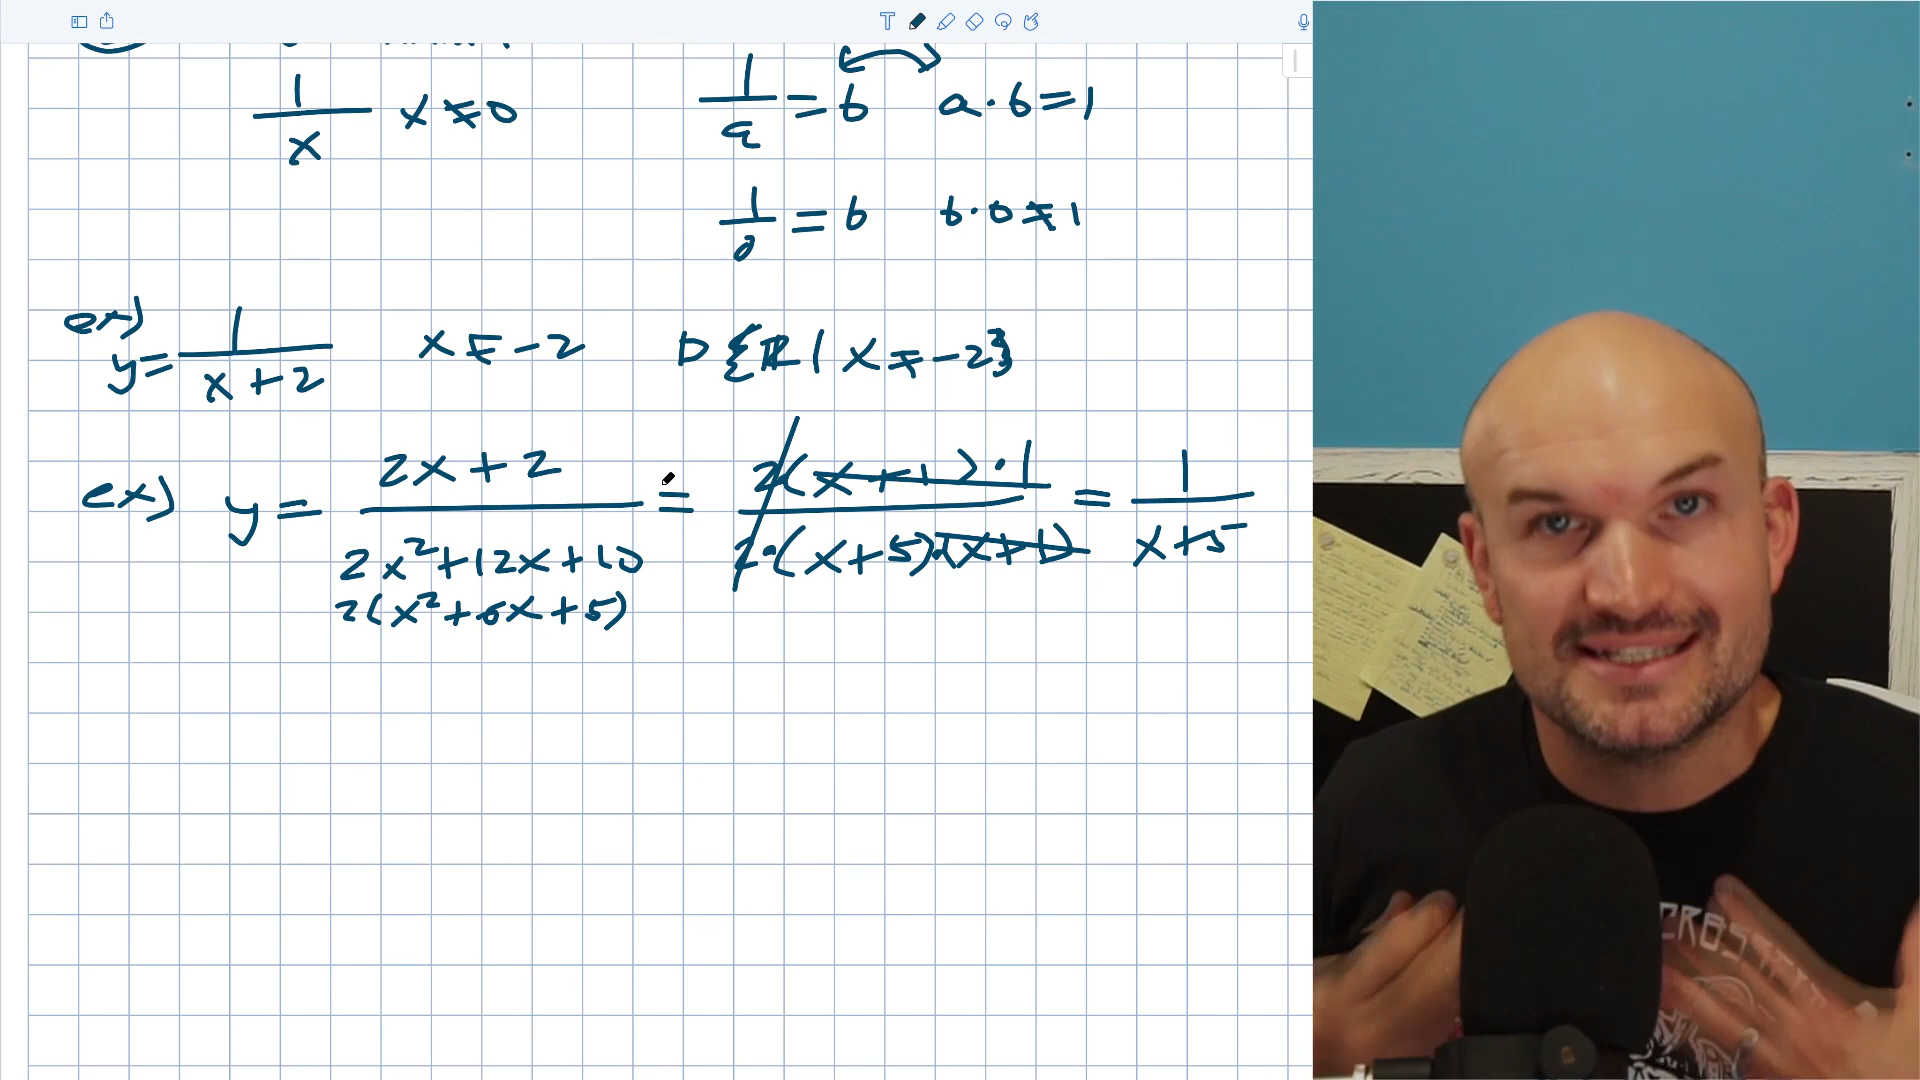 1/x x≠0
1/a = b a·b=1
1/0 = b b·0≠1
ex) y= 1/(x+2) x≠-2 D{ℝ| x≠-2}
ex) y= (2x+2)/(2x²+12x+10) = 2(x+1)·1/(2·(x+5)·(x+1)) = 1/(x+5)
2(x²+6x+5)